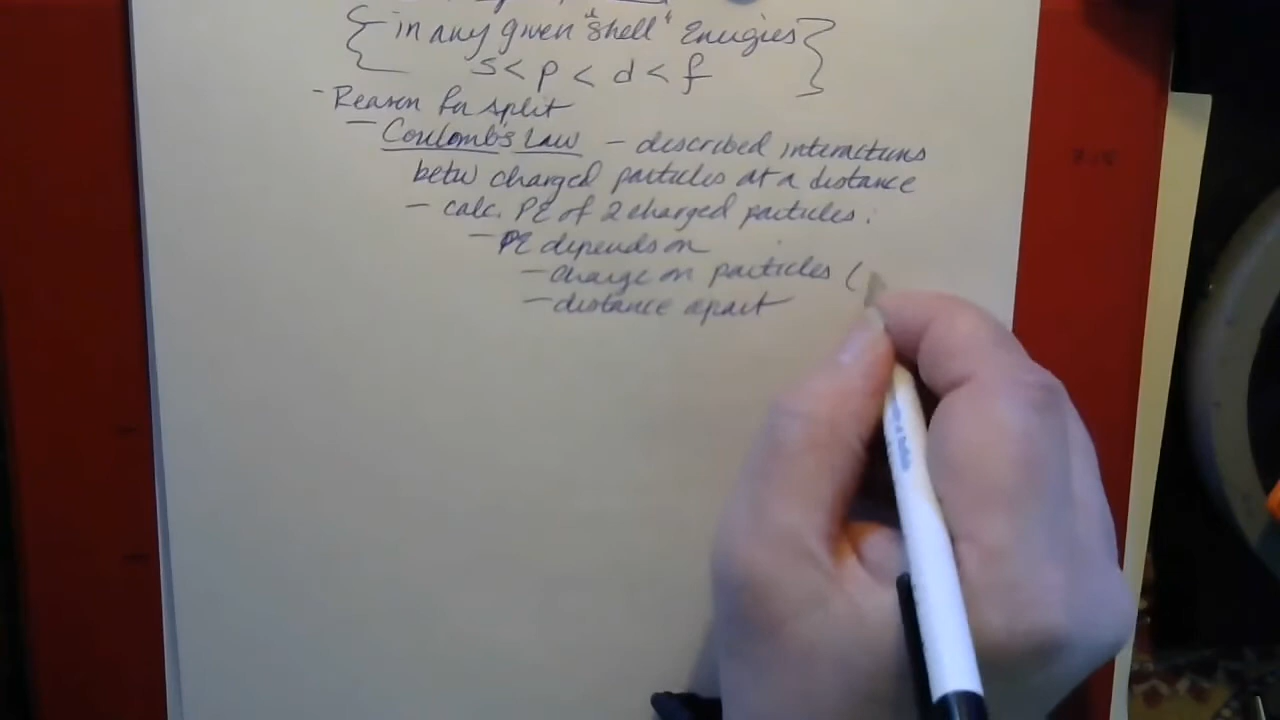 {in any given "shell" Energies}
s < p < d < f
- Reason for split
- Coulomb's Law - described interactions
betw charged particles at a distance
- calc. PE of 2 charged particles:
- PE depends on
- charge on particles (
- distance apart